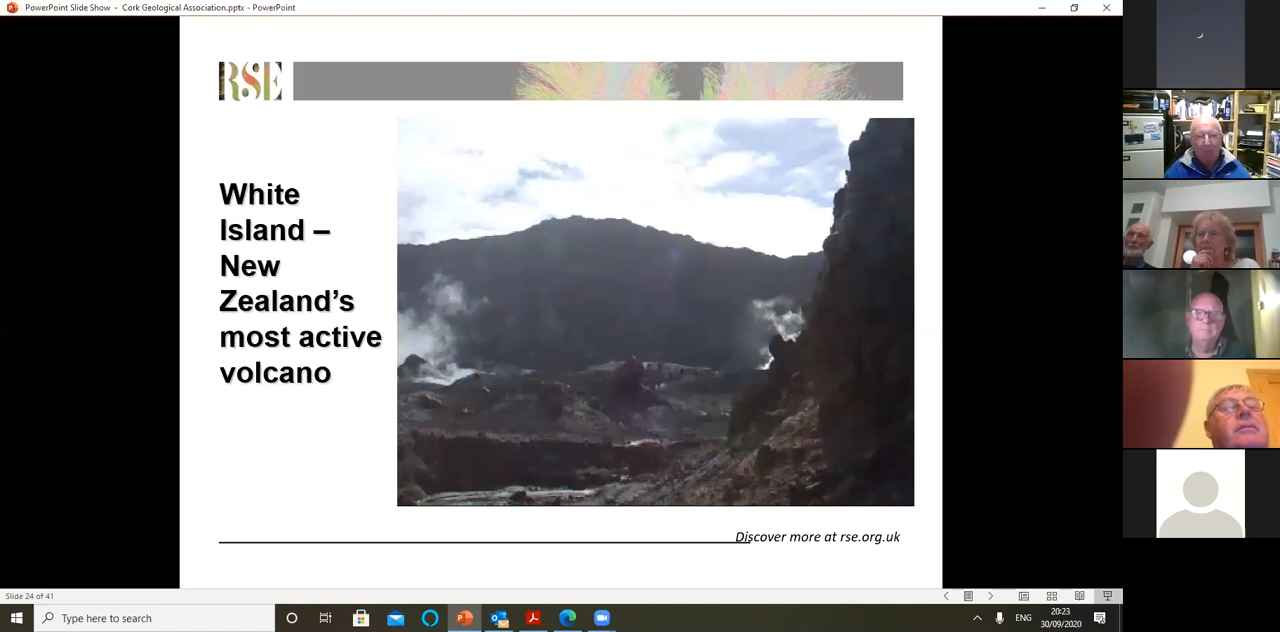 PowerPoint Slide Show - Cork Geological Association.pptx - PowerPoint
RSE
White
Island –
New
Zealand’s
most active
volcano
Discover more at rse.org.uk
Slide 24 of 41
Type here to search
ENG
20:23
30/09/2020